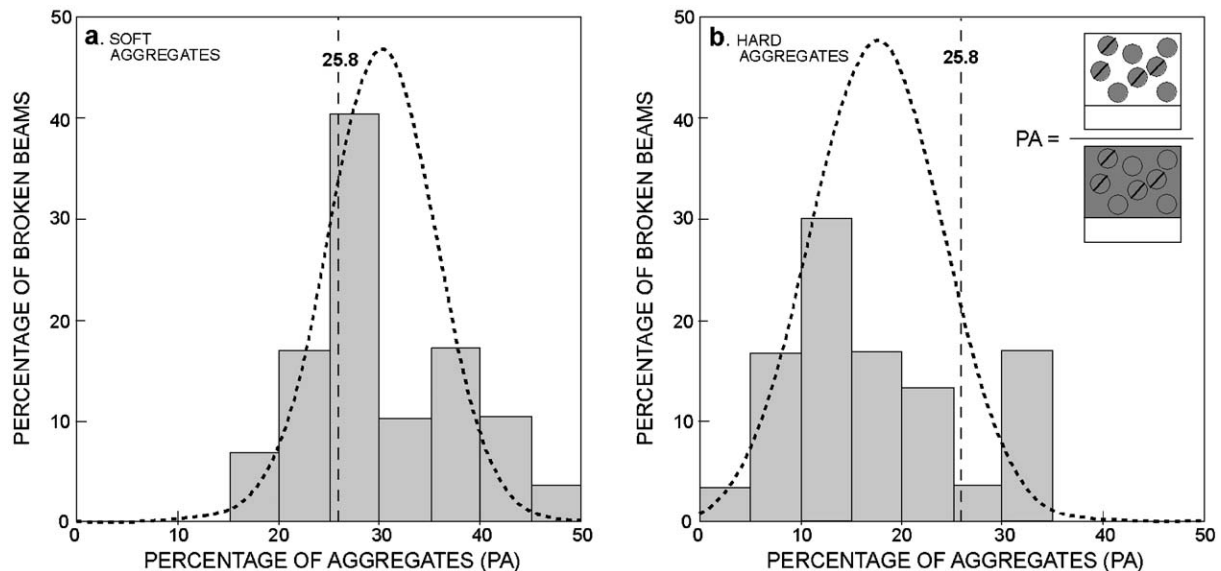 a. SOFT
AGGREGATES
25.8
PERCENTAGE OF BROKEN BEAMS
50
40
30
20
10
0
0 10 20 30 40 50
PERCENTAGE OF AGGREGATES (PA)
b. HARD
AGGREGATES
25.8
PA =
PERCENTAGE OF BROKEN BEAMS
50
40
30
20
10
0
0 10 20 30 40 50
PERCENTAGE OF AGGREGATES (PA)